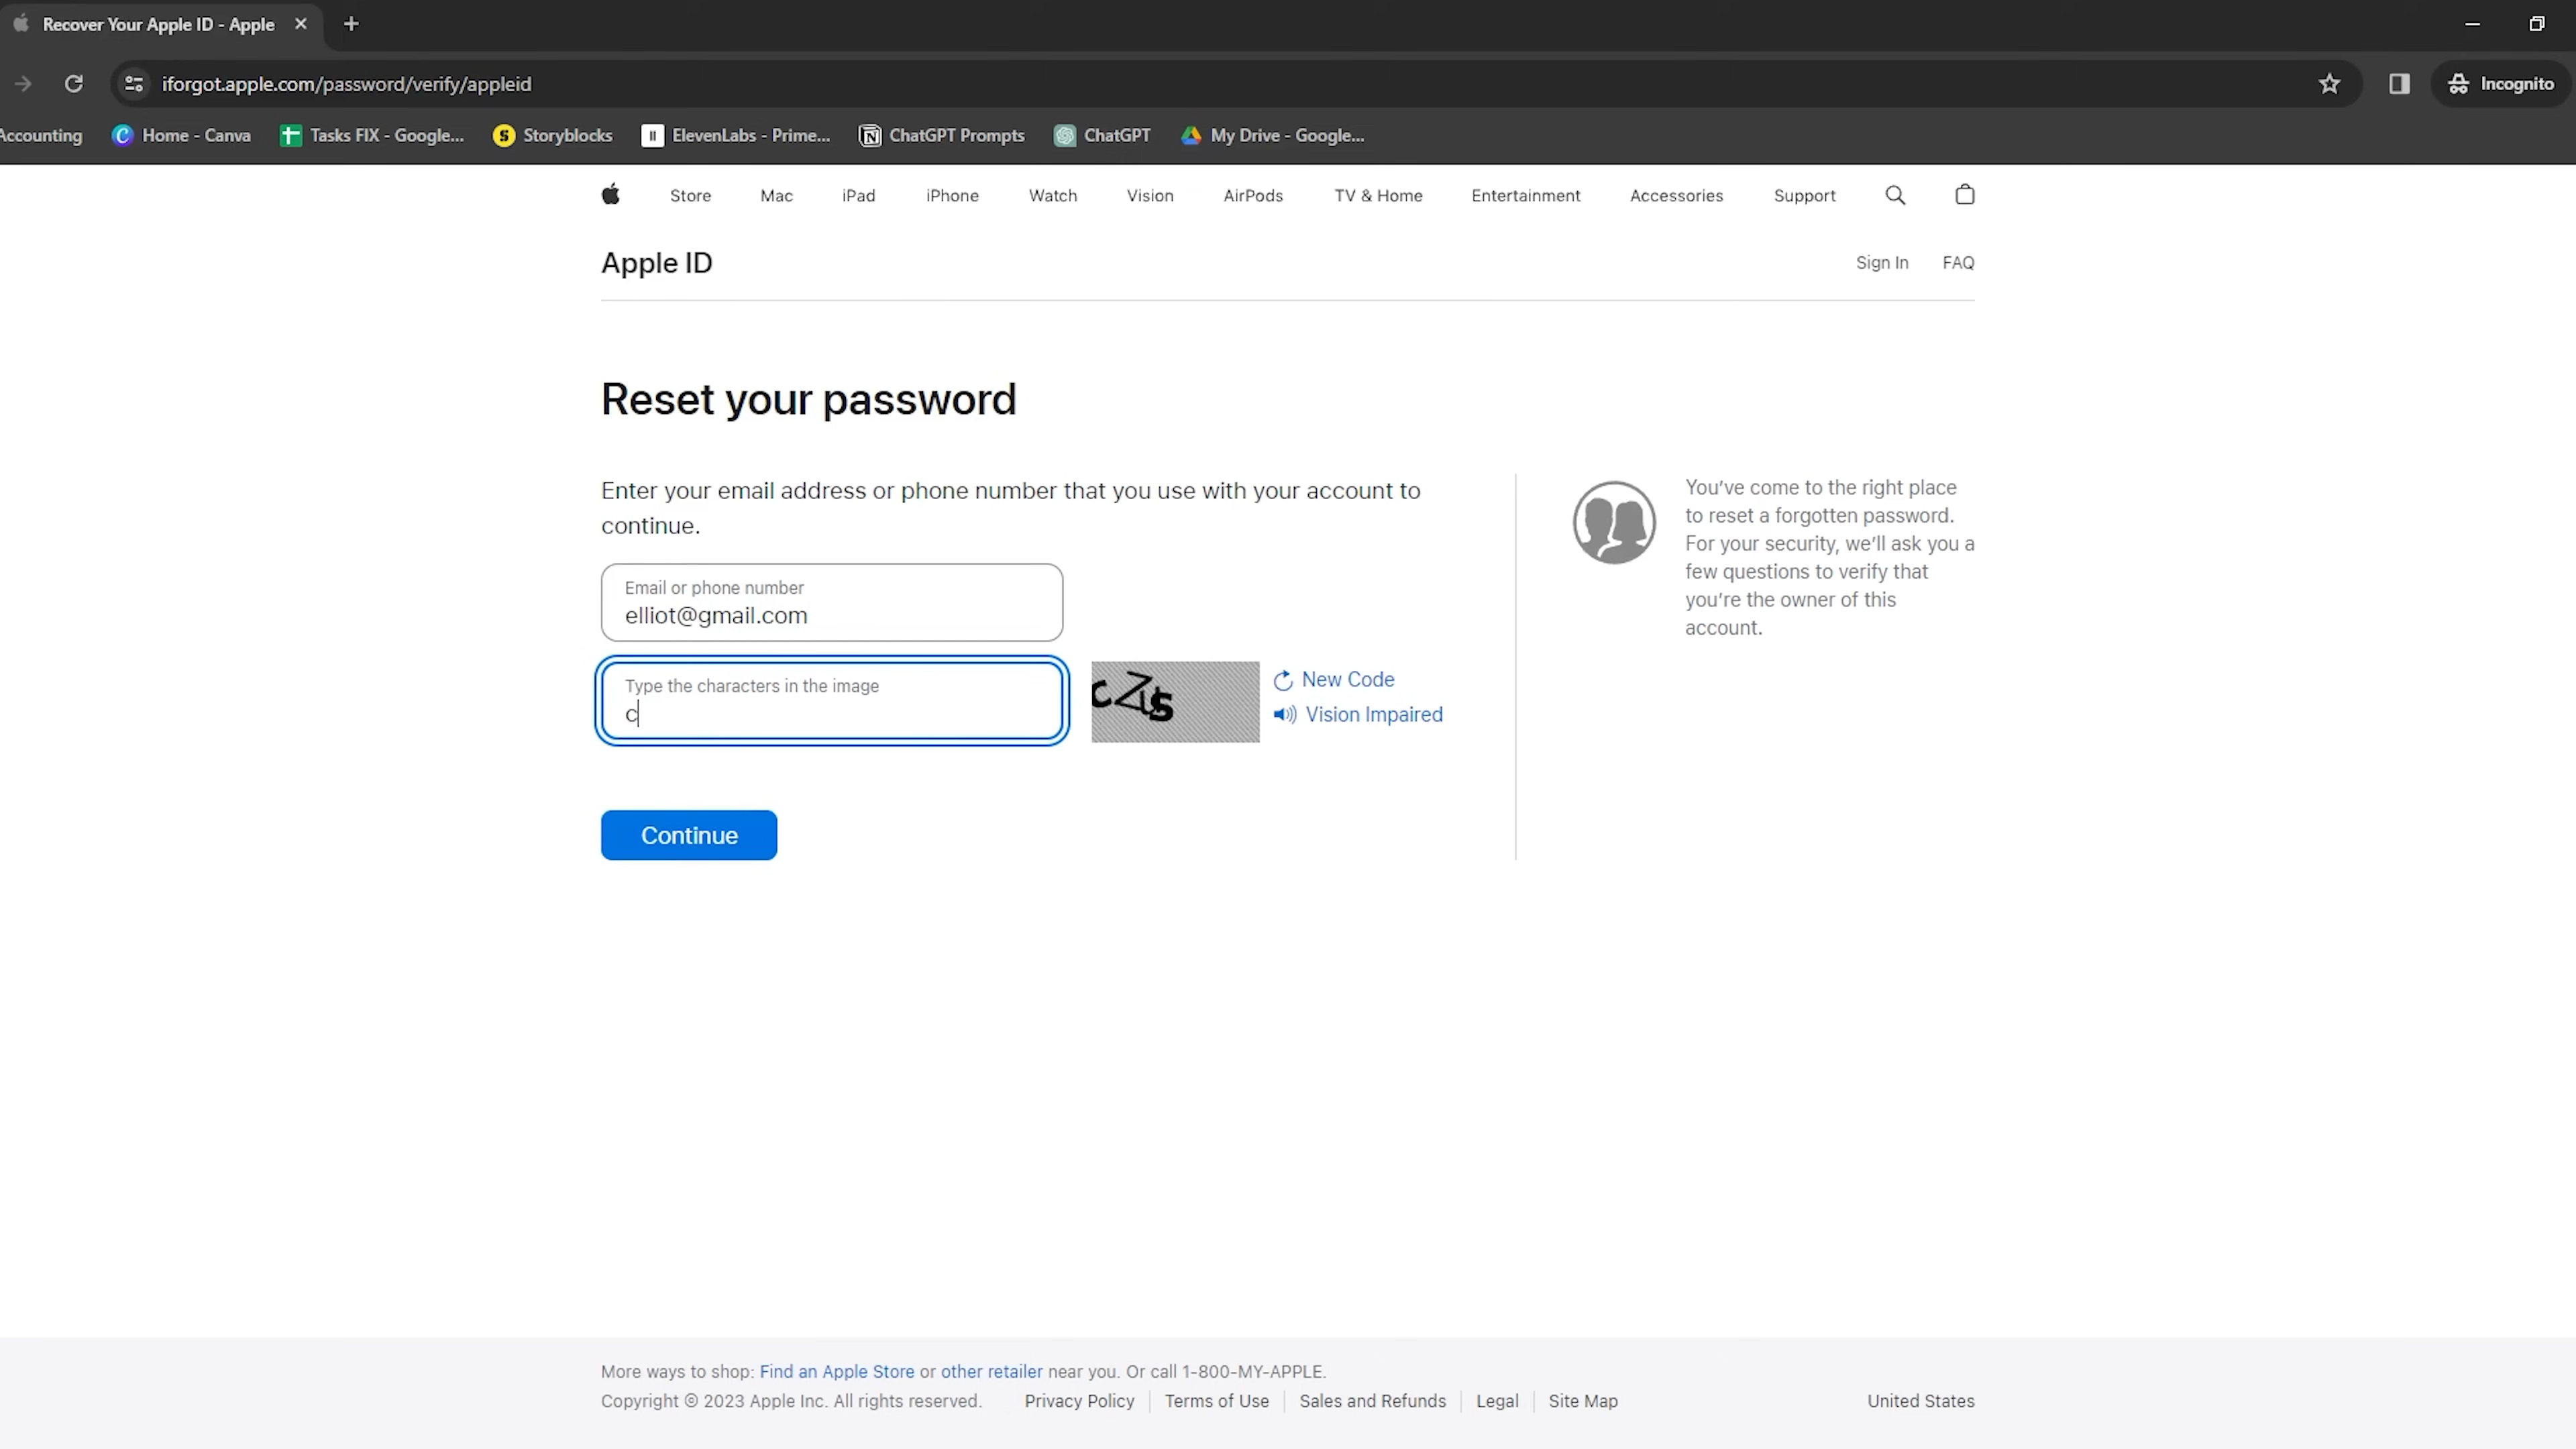 Recover Your Apple ID - Apple
iforgot.apple.com/password/verify/appleid
Incognito
Accounting
Home - Canva
Tasks FIX - Google...
Storyblocks
ElevenLabs - Prime...
ChatGPT Prompts
ChatGPT
My Drive - Google...
Store
Mac
iPad
iPhone
Watch
Vision
AirPods
TV & Home
Entertainment
Accessories
Support
Apple ID
Sign In
FAQ
Reset your password
Enter your email address or phone number that you use with your account to
continue.
Email or phone number
elliot@gmail.com
Type the characters in the image
c
New Code
Vision Impaired
Continue
You've come to the right place
to reset a forgotten password.
For your security, we'll ask you a
few questions to verify that
you're the owner of this
account.
More ways to shop: Find an Apple Store or other retailer near you. Or call 1-800-MY-APPLE.
Copyright © 2023 Apple Inc. All rights reserved.
Privacy Policy
Terms of Use
Sales and Refunds
Legal
Site Map
United States